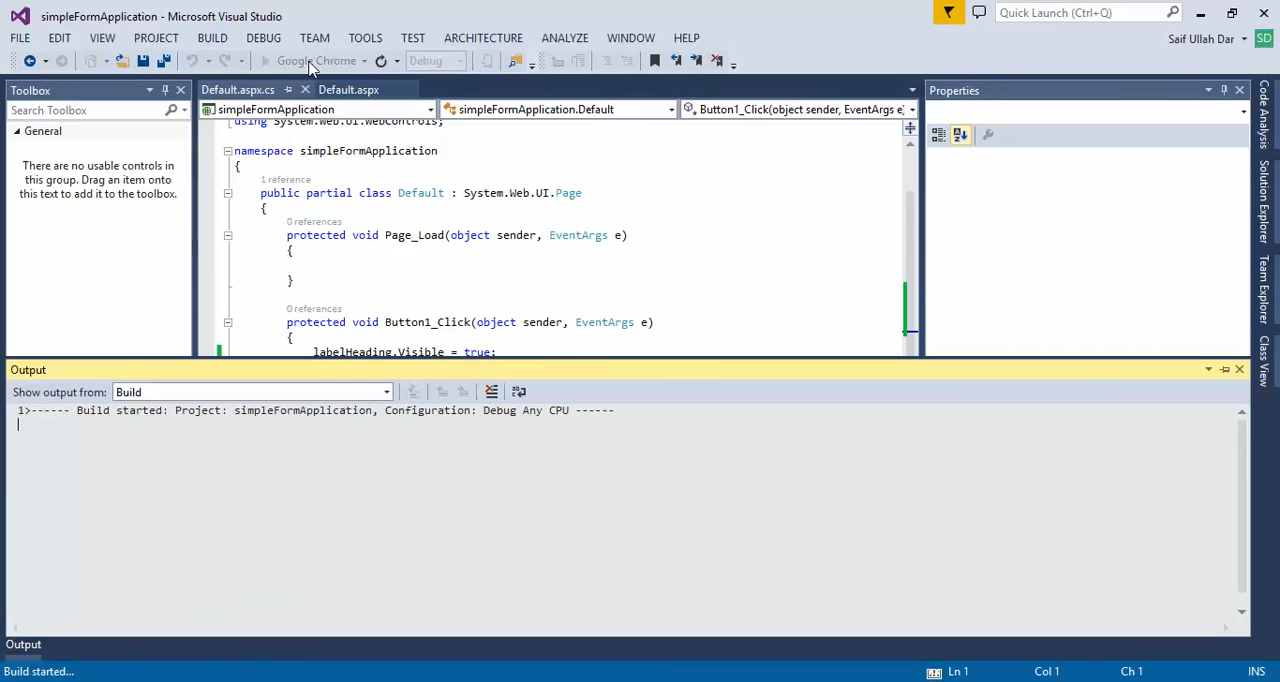 simpleFormApplication - Microsoft Visual Studio
Quick Launch (Ctrl+Q)
FILE EDIT VIEW PROJECT BUILD DEBUG TEAM TOOLS TEST ARCHITECTURE ANALYZE WINDOW HELP
Saif Ullah Dar
SD
Google Chrome
Debug
Toolbox
Search Toolbox
General
There are no usable controls in
this group. Drag an item onto
this text to add it to the toolbox.
Default.aspx.cs
Default.aspx
simpleFormApplication
simpleFormApplication.Default
Button1_Click(object sender, EventArgs e)
using System.Web.UI.WebControls;
namespace simpleFormApplication
{
1 reference
public partial class Default : System.Web.UI.Page
{
0 references
protected void Page_Load(object sender, EventArgs e)
{
}
0 references
protected void Button1_Click(object sender, EventArgs e)
{
labelHeading.Visible = true;
Properties
Code Analysis
Solution Explorer
Team Explorer
Class View
Output
Show output from: Build
1>------ Build started: Project: simpleFormApplication, Configuration: Debug Any CPU ------
Output
Build started...
Ln 1
Col 1
Ch 1
INS